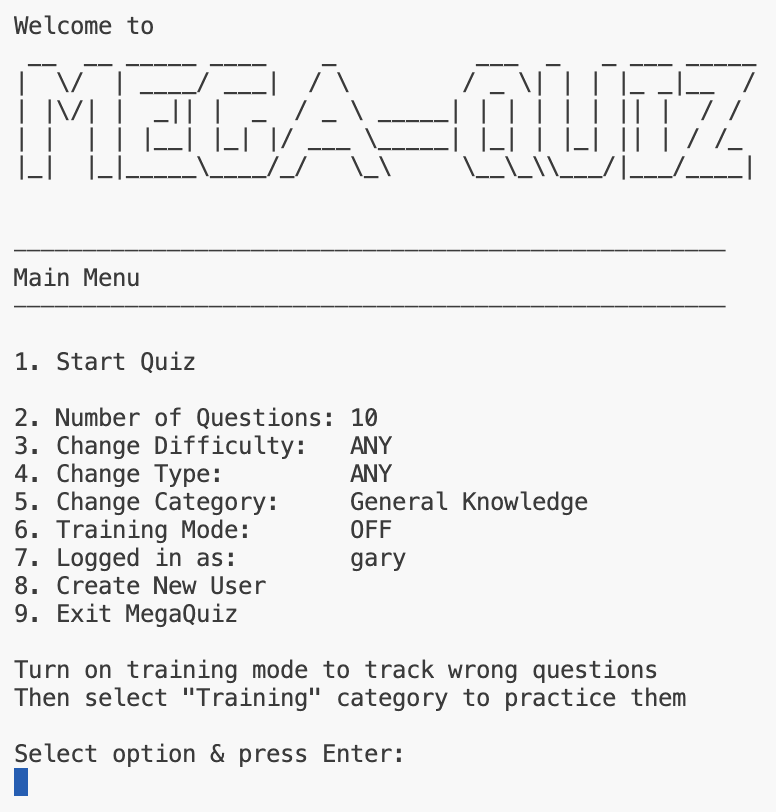 Welcome to
MEGA-QUIZ
Main Menu
1. Start Quiz
2. Number of Questions: 10
3. Change Difficulty:   ANY
4. Change Type:         ANY
5. Change Category:     General Knowledge
6. Training Mode:       OFF
7. Logged in as:        gary
8. Create New User
9. Exit MegaQuiz
Turn on training mode to track wrong questions
Then select "Training" category to practice them
Select option & press Enter: